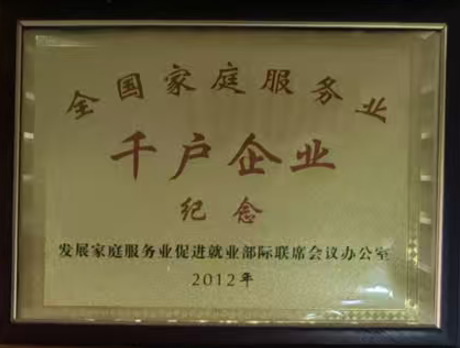 全国家庭服务业
千户企业
纪念
发展家庭服务业促进就业部际联席会议办公室
2012年